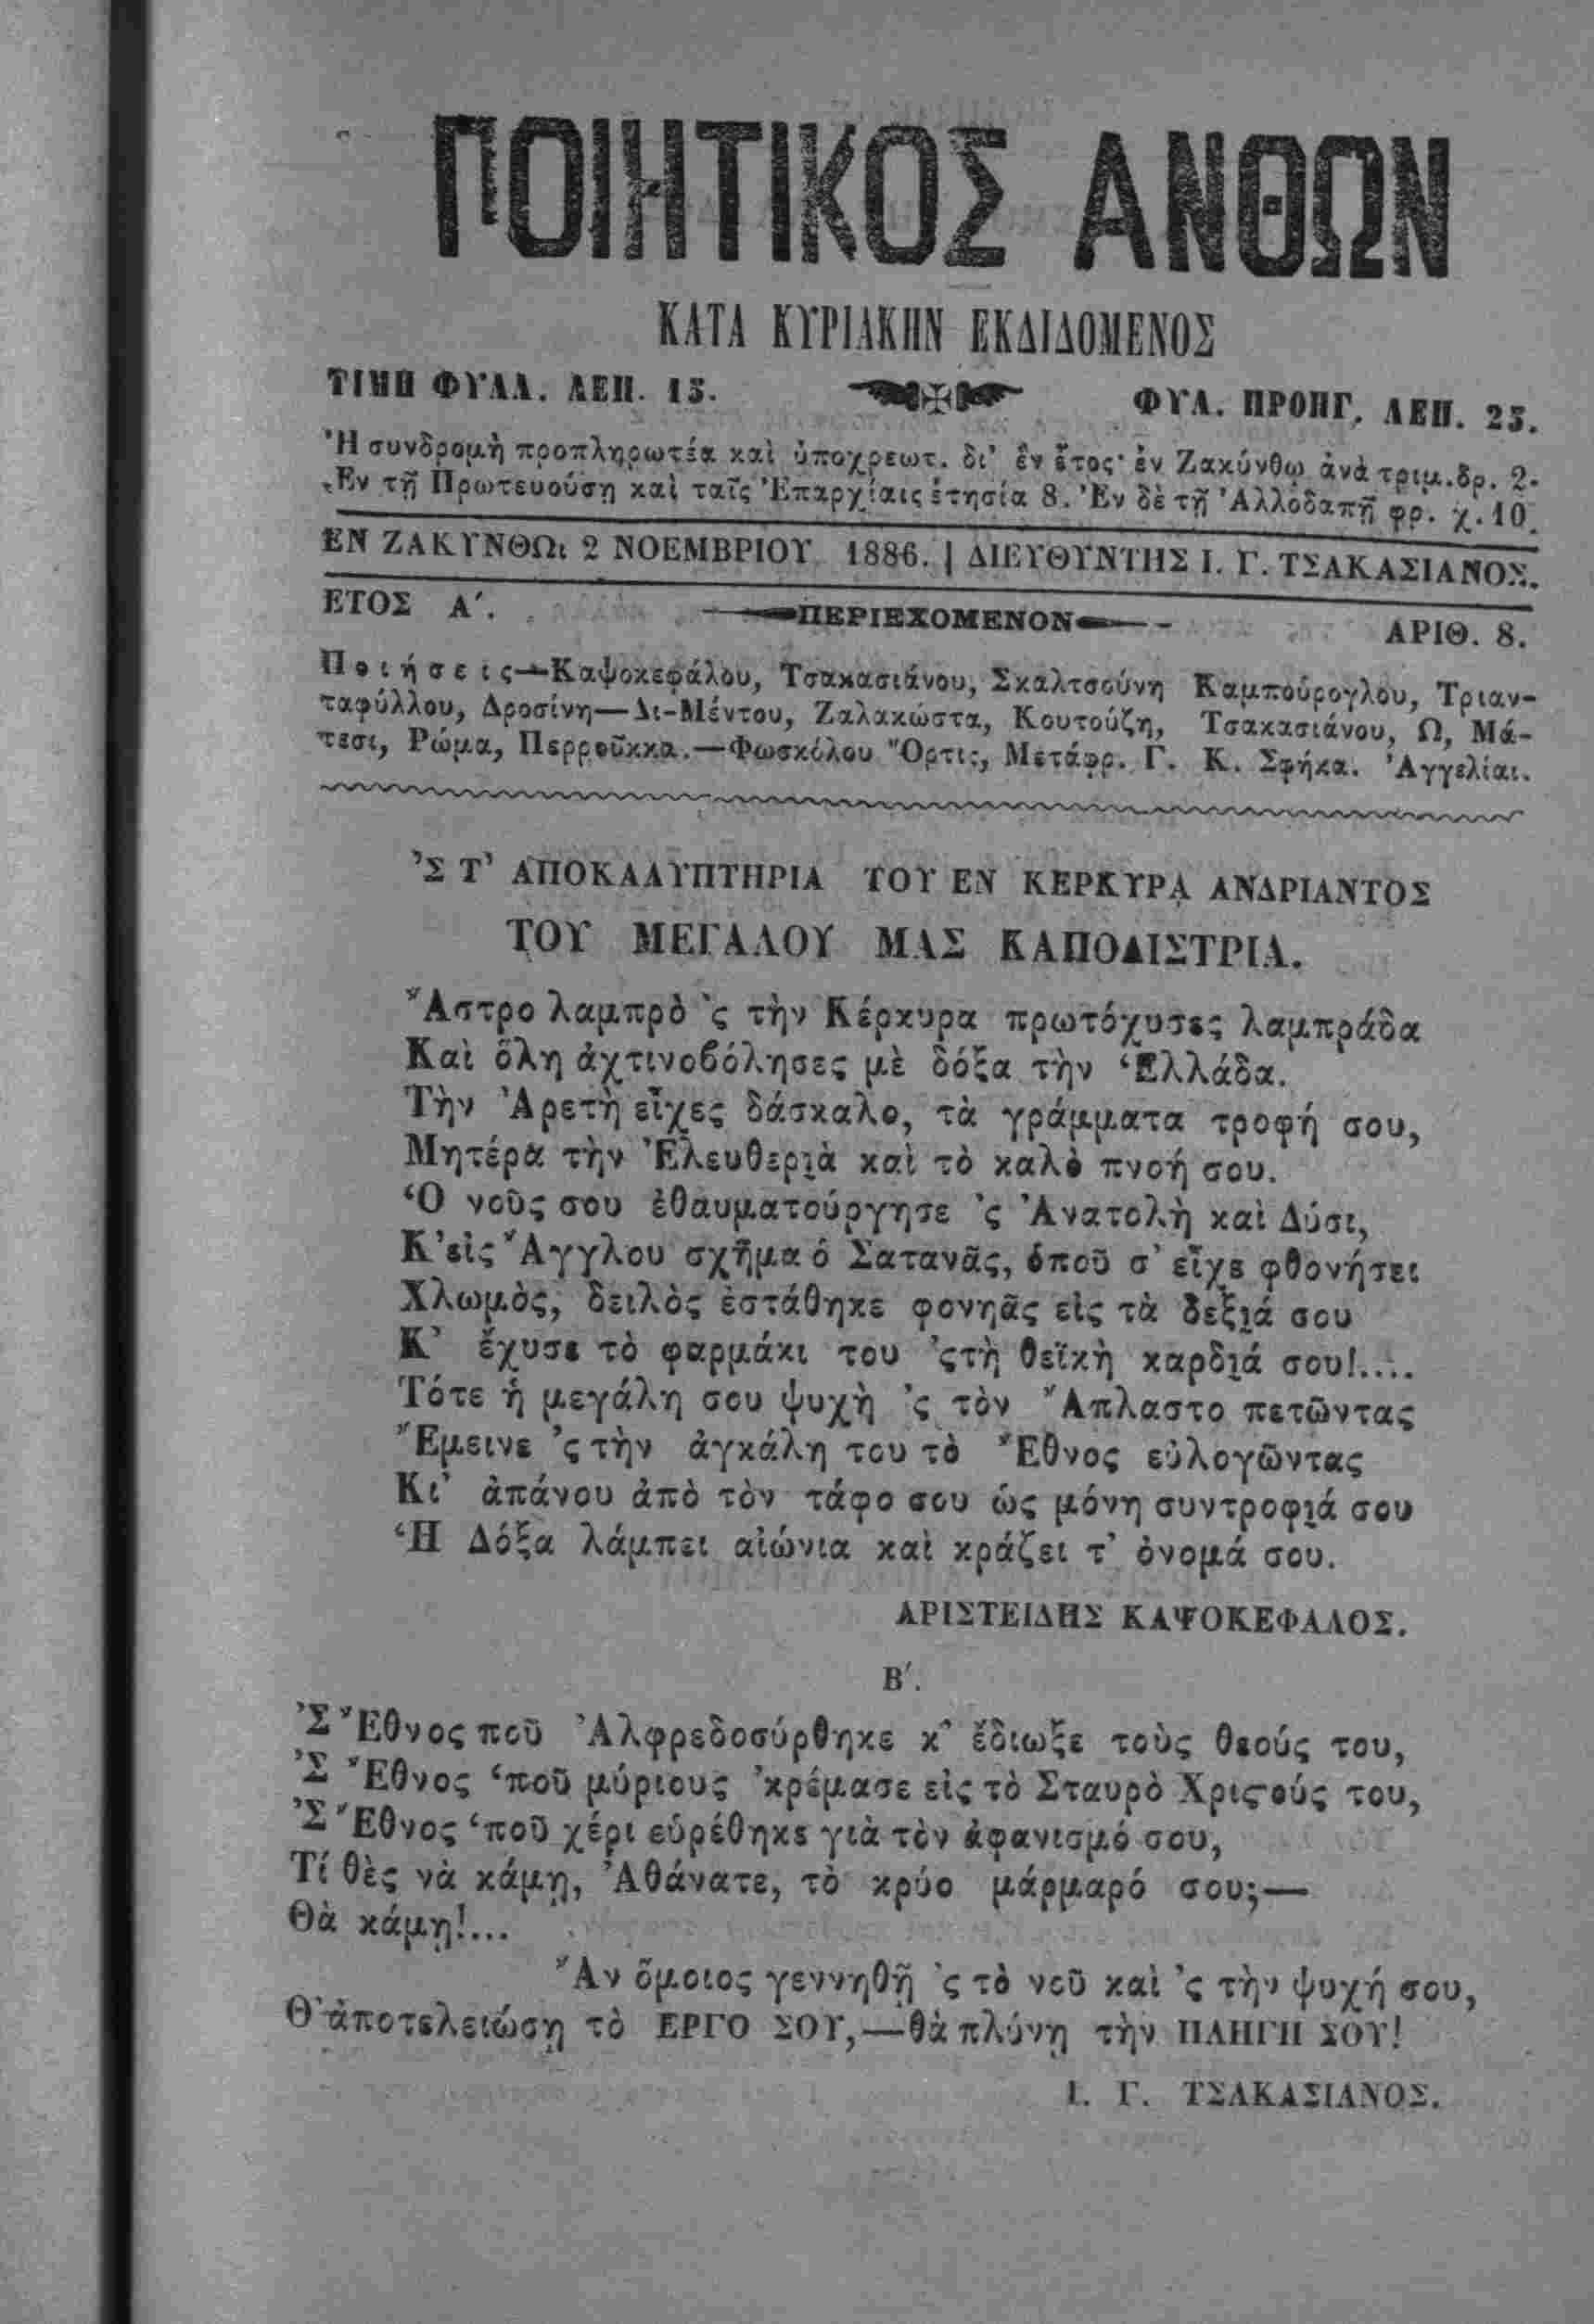 ΠΟΙΗΤΙΚΟΣ ΑΝΘΩΝ
ΚΑΤΑ ΚΥΡΙΑΚΗΝ ΕΚΔΙΔΟΜΕΝΟΣ
ΤΙΜΗ ΦΥΛΛ. ΛΕΠ. 15. ΦΥΛ. ΠΡΟΗΓ. ΛΕΠ. 25.
Ἡ συνδρομὴ προπληρωτέα καὶ ὑποχρεωτ. δι' ἓν ἔτος· ἐν Ζακύνθῳ ἀνὰ τριμ. δρ. 2·
Ἐν τῇ Πρωτευούσῃ καὶ ταῖς Ἐπαρχίαις ἐτησία 8. Ἐν δὲ τῇ Ἀλλοδαπῇ φρ. χ. 10.
ΕΝ ΖΑΚΥΝΘΩι 2 ΝΟΕΜΒΡΙΟΥ 1886. | ΔΙΕΥΘΥΝΤΗΣ Ι. Γ. ΤΣΑΚΑΣΙΑΝΟΣ.
ΕΤΟΣ Α΄. ΠΕΡΙΕΧΟΜΕΝΟΝ ΑΡΙΘ. 8.
Ποιήσεις—Καψοκεφάλου, Τσακασιάνου, Σκαλτσούνη Καμπούρογλου, Τριαν-
ταφύλλου, Δροσίνη—Δι-Μέντου, Ζαλακώστα, Κουτούζη, Τσακασιάνου, Ω, Μά-
τεσι, Ρώμα, Περροῦκκα.—Φωσκόλου Ὄρτις, Μετάφρ. Γ. Κ. Σφήκα. Ἀγγελίαι.
'Σ Τ' ΑΠΟΚΑΛΥΠΤΗΡΙΑ ΤΟΥ ΕΝ ΚΕΡΚΥΡᾼ ΑΝΔΡΙΑΝΤΟΣ
ΤΟΥ ΜΕΓΑΛΟΥ ΜΑΣ ΚΑΠΟΔΙΣΤΡΙΑ.
Ἄστρο λαμπρὸ 'ς τὴν Κέρκυρα πρωτόχυσες λαμπράδα
Καὶ ὅλη ἀχτινοβόλησες μὲ δόξα τὴν Ἑλλάδα.
Τὴν Ἀρετὴ εἶχες δάσκαλο, τὰ γράμματα τροφή σου,
Μητέρα τὴν Ἐλευθεριὰ καὶ τὸ καλὸ πνοή σου.
Ὁ νοῦς σου ἐθαυματούργησε 'ς Ἀνατολὴ καὶ Δύσι,
Κ' εἰς Ἄγγλου σχῆμα ὁ Σατανᾶς, ὁποῦ σ' εἶχε φθονήσει
Χλωμὸς, δειλὸς ἐστάθηκε φονηᾶς εἰς τὰ δεξιά σου
Κ' ἔχυσε τὸ φαρμάκι του 'ςτὴ θεϊκὴ καρδιά σου!....
Τότε ἡ μεγάλη σου ψυχὴ 'ς τὸν Ἄπλαστο πετῶντας
Ἔμεινε 'ς τὴν ἀγκάλη του τὸ Ἔθνος εὐλογῶντας
Κι' ἀπάνου ἀπὸ τὸν τάφο σου ὡς μόνη συντροφιά σου
Ἡ Δόξα λάμπει αἰώνια καὶ κράζει τ' ὀνομά σου.
ΑΡΙΣΤΕΙΔΗΣ ΚΑΨΟΚΕΦΑΛΟΣ.
Β΄.
'Σ Ἔθνος ποῦ Ἀλφρεδοσύρθηκε κ' ἔδιωξε τοὺς θεούς του,
'Σ Ἔθνος 'ποῦ μύριους 'κρέμασε εἰς τὸ Σταυρὸ Χριςούς του,
'Σ Ἔθνος 'ποῦ χέρι εὑρέθηκε γιὰ τὸν ἀφανισμό σου,
Τί θὲς νὰ κάμῃ, Ἀθάνατε, τὸ κρύο μάρμαρό σου;—
Θὰ κάμῃ!...
Ἂν ὅμοιος γεννηθῇ 'ς τὸ νοῦ καὶ 'ς τὴν ψυχή σου,
Θ' ἀποτελειώσῃ τὸ ΕΡΓΟ ΣΟΥ,—θὰ πλύνῃ τὴν ΠΛΗΓΗ ΣΟΥ!
Ι. Γ. ΤΣΑΚΑΣΙΑΝΟΣ.